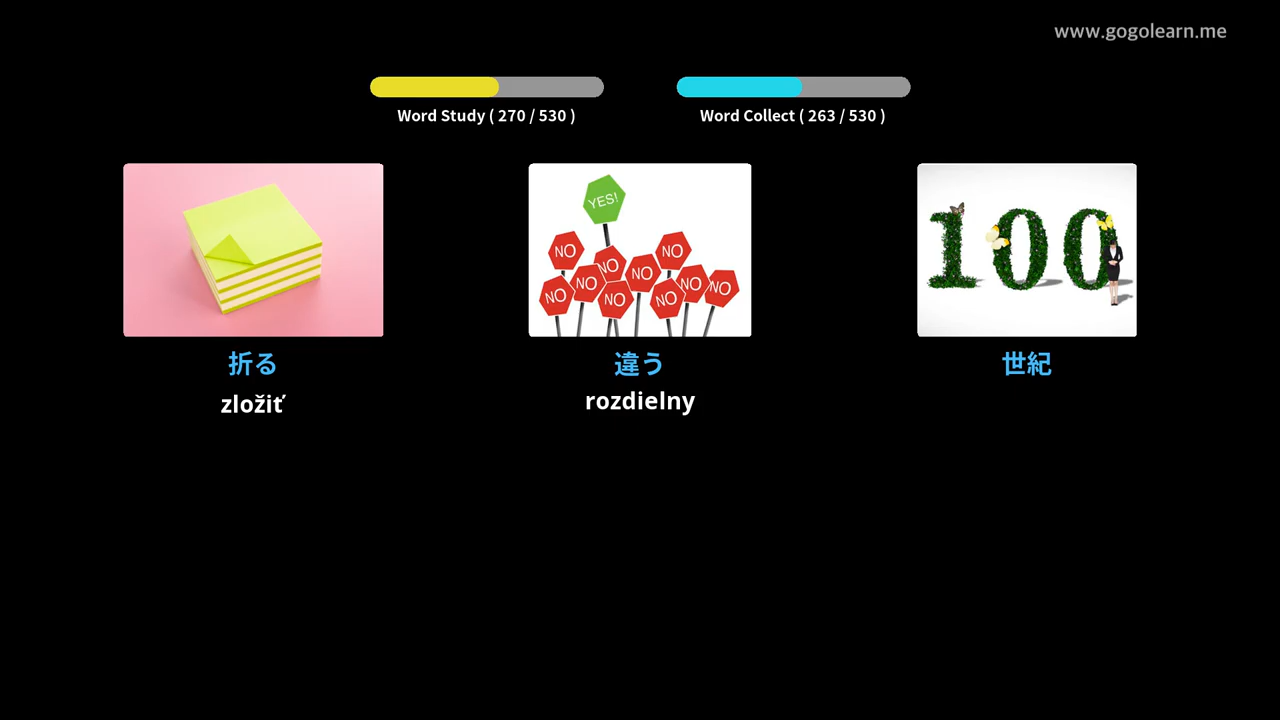 www.gogolearn.me
Word Study ( 270 / 530 )
Word Collect ( 263 / 530 )
YES!
NO
NO
NO
NO
NO
NO
NO
NO
NO
NO
100
折る
違う
世紀
zložiť
rozdielny